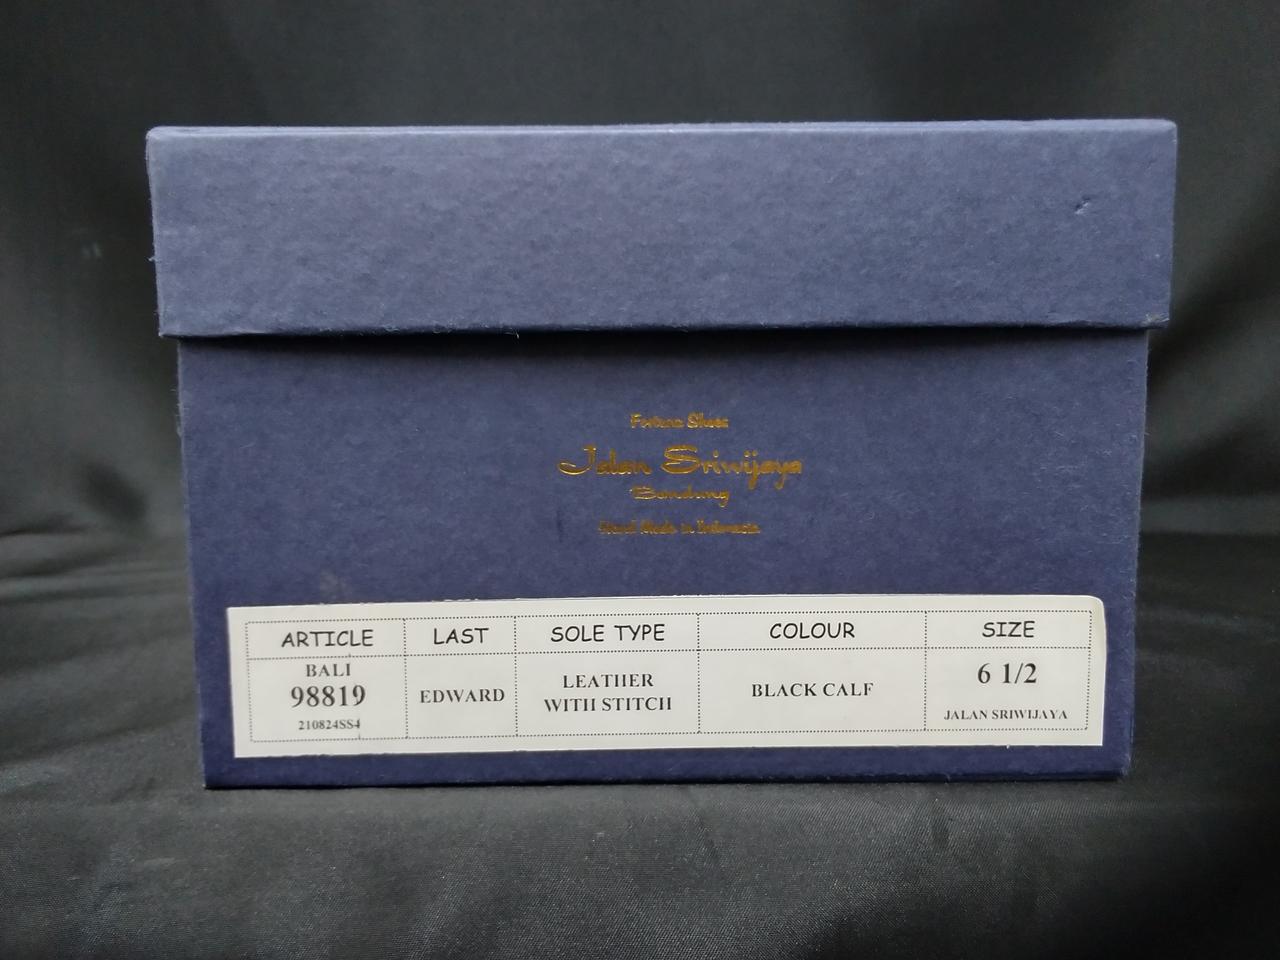 Fortuna Shoes
Jalan Sriwijaya
Bandung
Hand Made in Indonesia
ARTICLE LAST SOLE TYPE COLOUR SIZE
BALI
98819
210824SS4
EDWARD
LEATHER
WITH STITCH
BLACK CALF
6 1/2
JALAN SRIWIJAYA